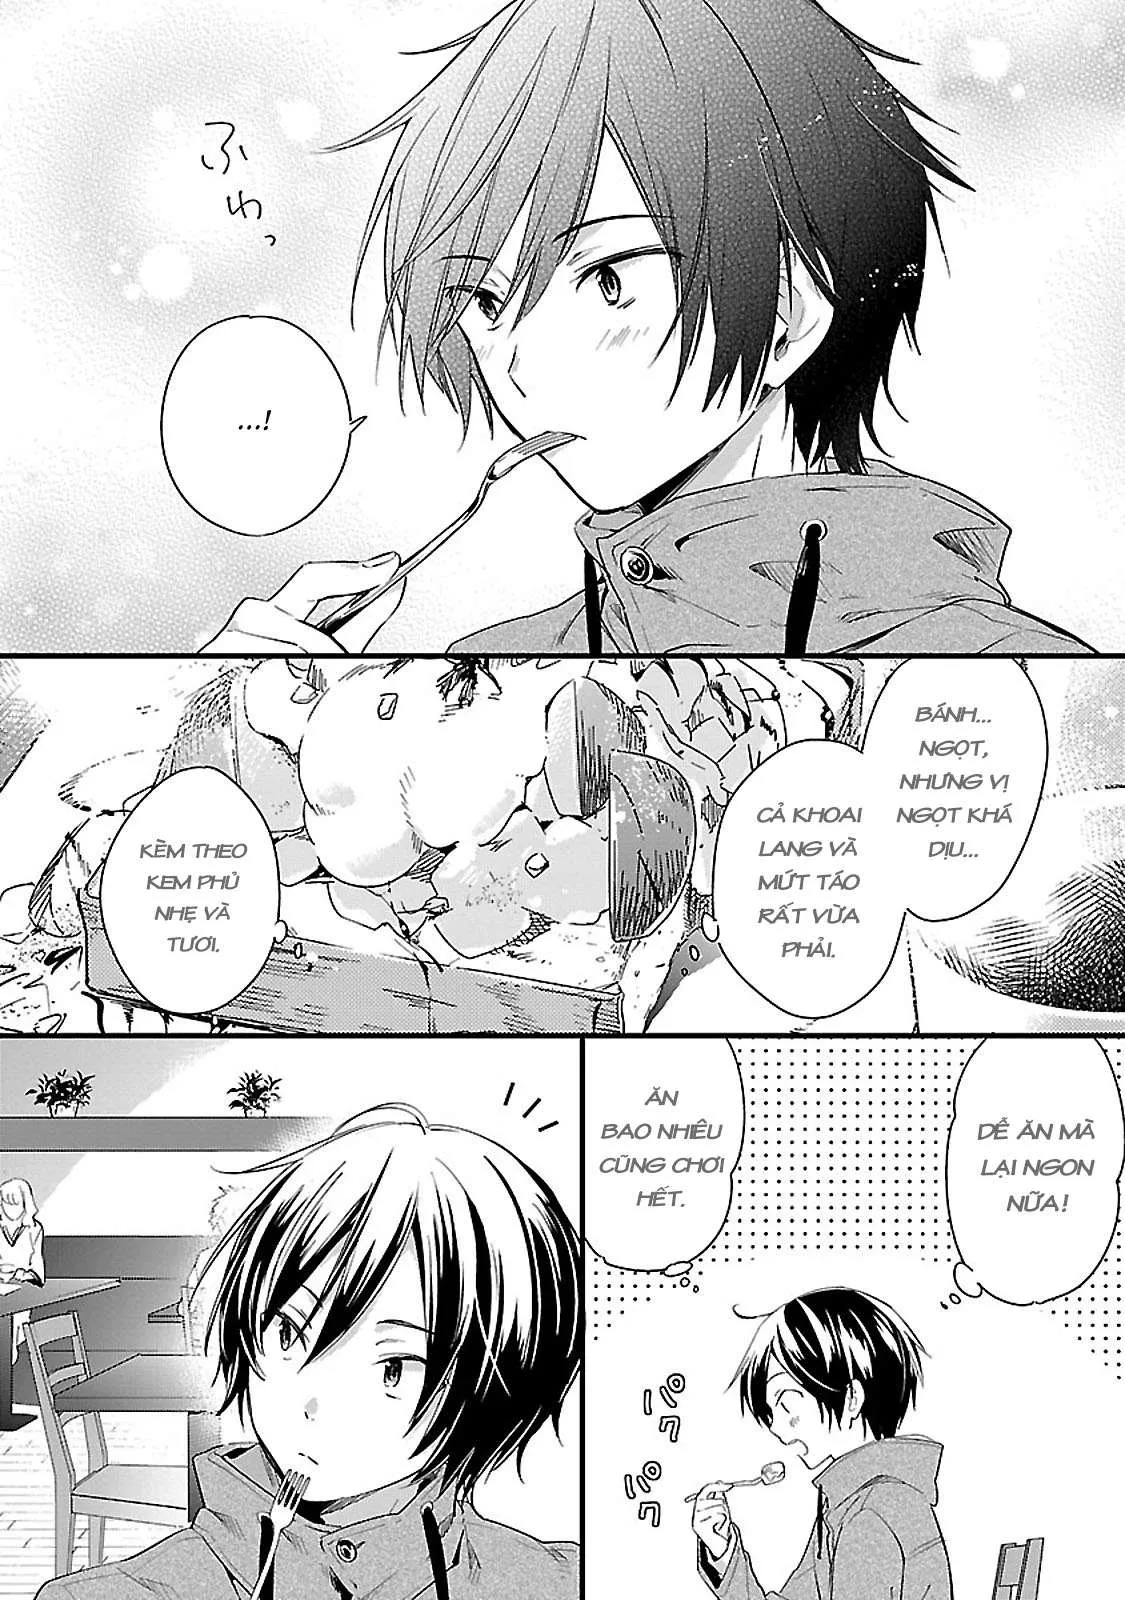 ふわっ
...!
BÁNH...
NGỌT,
NHƯNG VỊ
NGỌT KHÁ
DỊU...
CẢ KHOAI
LANG VÀ
MỨT TÁO
RẤT VỪA
PHẢI.
KÈM THEO
KEM PHỦ
NHẸ VÀ
TƯƠI.
DỄ ĂN MÀ
LẠI NGON
NỮA!
ĂN
BAO NHIÊU
CŨNG CHƠI
HẾT.
パク
パク